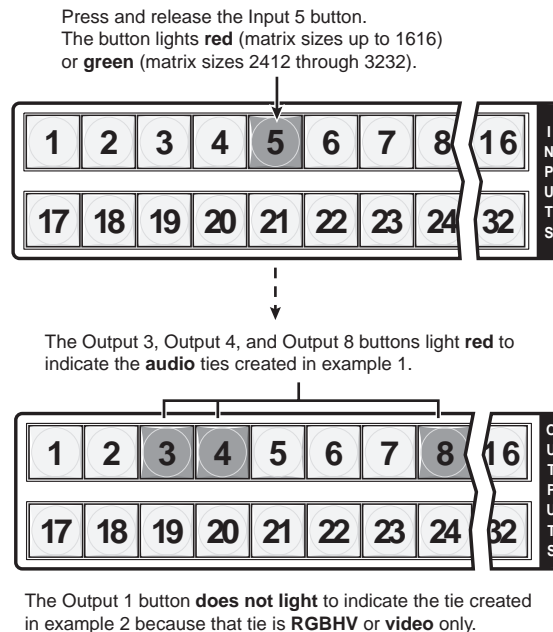 Press and release the Input 5 button.
The button lights red (matrix sizes up to 1616)
or green (matrix sizes 2412 through 3232).
1 2 3 4 5 6 7 8 16
INPUTS
17 18 19 20 21 22 23 24 32
The Output 3, Output 4, and Output 8 buttons light red to
indicate the audio ties created in example 1.
1 2 3 4 5 6 7 8 16
OUTPUTS
17 18 19 20 21 22 23 24 32
The Output 1 button does not light to indicate the tie created
in example 2 because that tie is RGBHV or video only.